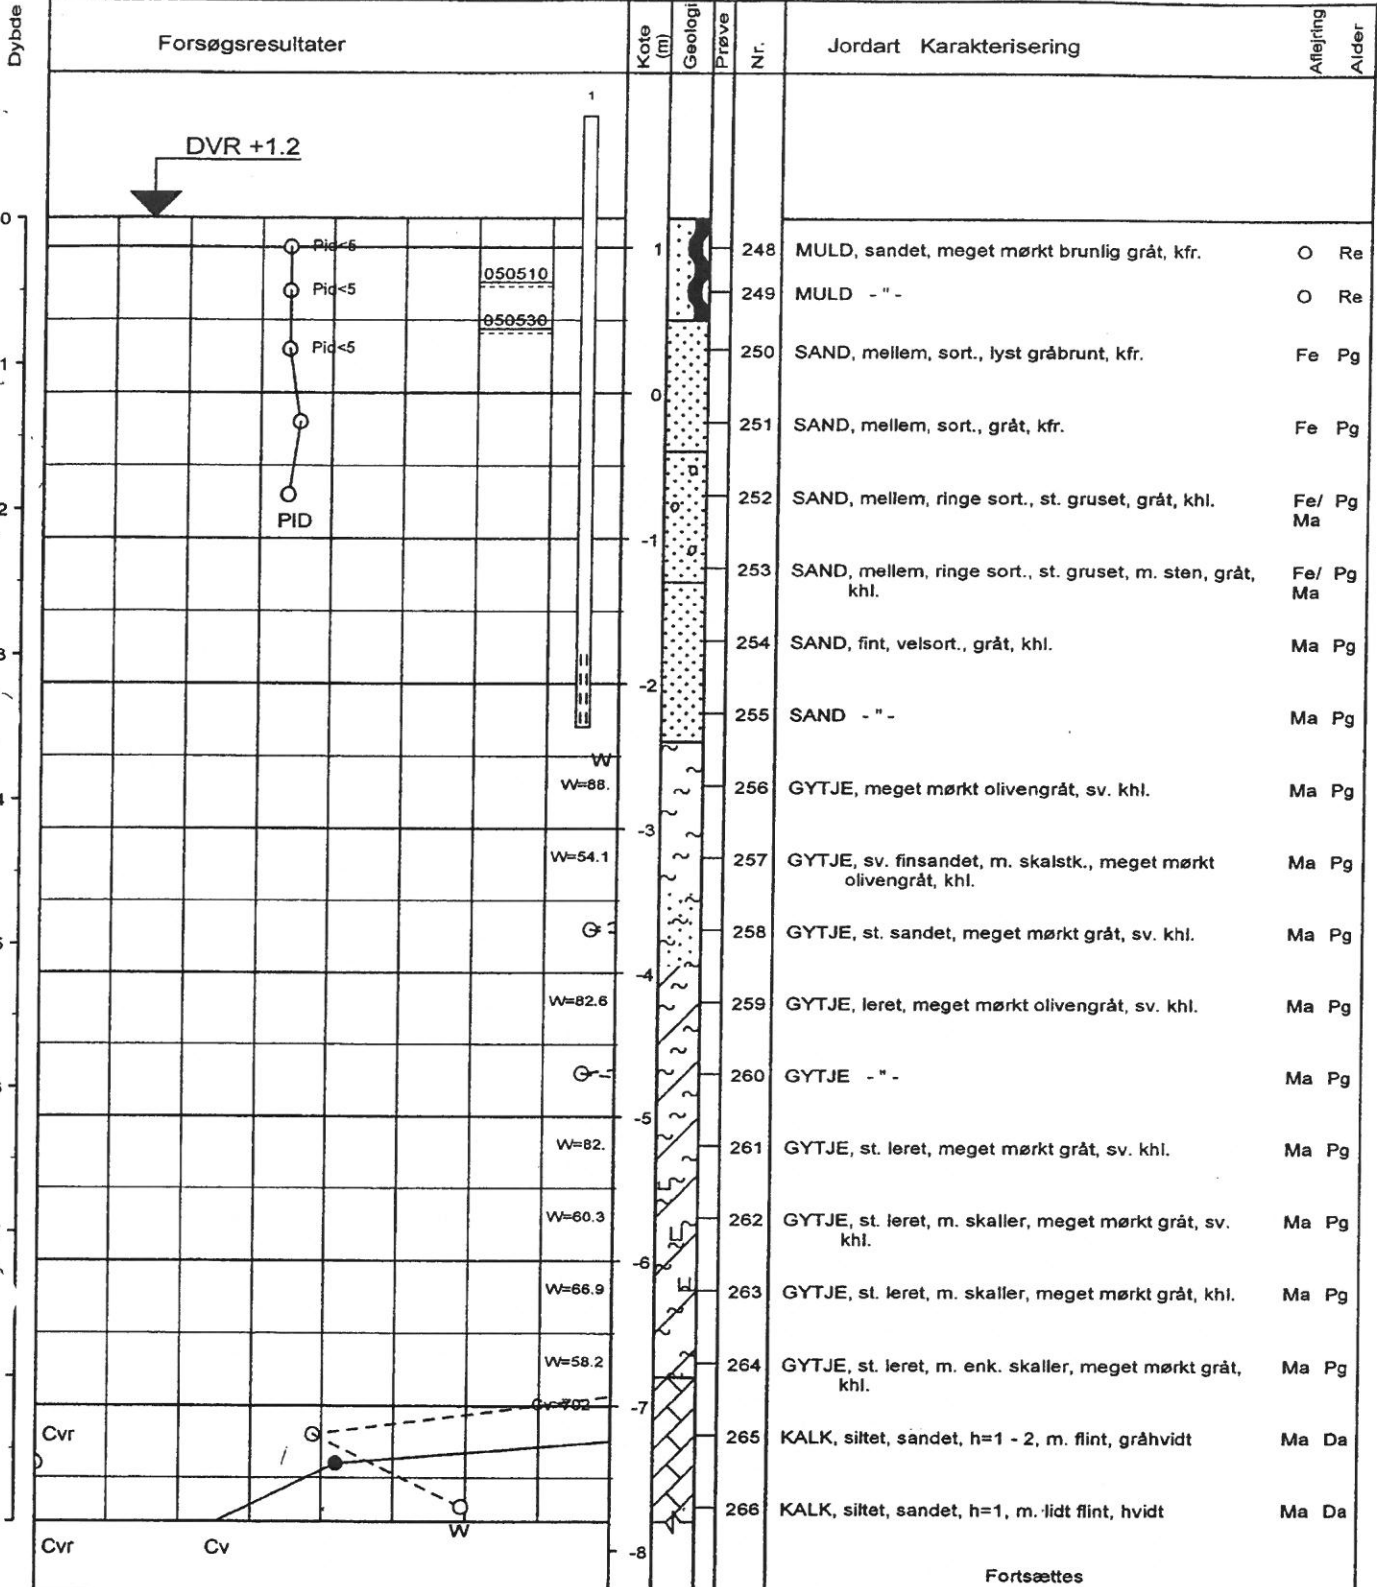 Dybde
Forsøgsresultater
Kote (m)
Geologi
Prøve
Nr.
Jordart Karakterisering
Aflejring
Alder
1
DVR +1.2
0
Pid<5
1
248 MULD, sandet, meget mørkt brunlig gråt, kfr. O Re
050510
Pid<5
249 MULD - " - O Re
050530
Pid<5
250 SAND, mellem, sort., lyst gråbrunt, kfr. Fe Pg
1
0
251 SAND, mellem, sort., gråt, kfr. Fe Pg
252 SAND, mellem, ringe sort., st. gruset, gråt, khl. Fe/ Pg
Ma
2
PID
-1
253 SAND, mellem, ringe sort., st. gruset, m. sten, gråt, Fe/ Pg
khl. Ma
254 SAND, fint, velsort., gråt, khl. Ma Pg
3
-2
255 SAND - " - Ma Pg
W
W=88.
256 GYTJE, meget mørkt olivengråt, sv. khl. Ma Pg
4
-3
W=54.1
257 GYTJE, sv. finsandet, m. skalstk., meget mørkt Ma Pg
olivengråt, khl.
258 GYTJE, st. sandet, meget mørkt gråt, sv. khl. Ma Pg
-4
W=82.6
259 GYTJE, leret, meget mørkt olivengråt, sv. khl. Ma Pg
260 GYTJE - " - Ma Pg
-5
W=82.
261 GYTJE, st. leret, meget mørkt gråt, sv. khl. Ma Pg
W=60.3
262 GYTJE, st. leret, m. skaller, meget mørkt gråt, sv. Ma Pg
khl.
-6
W=66.9
263 GYTJE, st. leret, m. skaller, meget mørkt gråt, khl. Ma Pg
W=58.2
264 GYTJE, st. leret, m. enk. skaller, meget mørkt gråt, Ma Pg
khl.
Cv>702
-7
Cvr
265 KALK, siltet, sandet, h=1 - 2, m. flint, gråhvidt Ma Da
266 KALK, siltet, sandet, h=1, m. lidt flint, hvidt Ma Da
W
Cvr
Cv
-8
Fortsættes